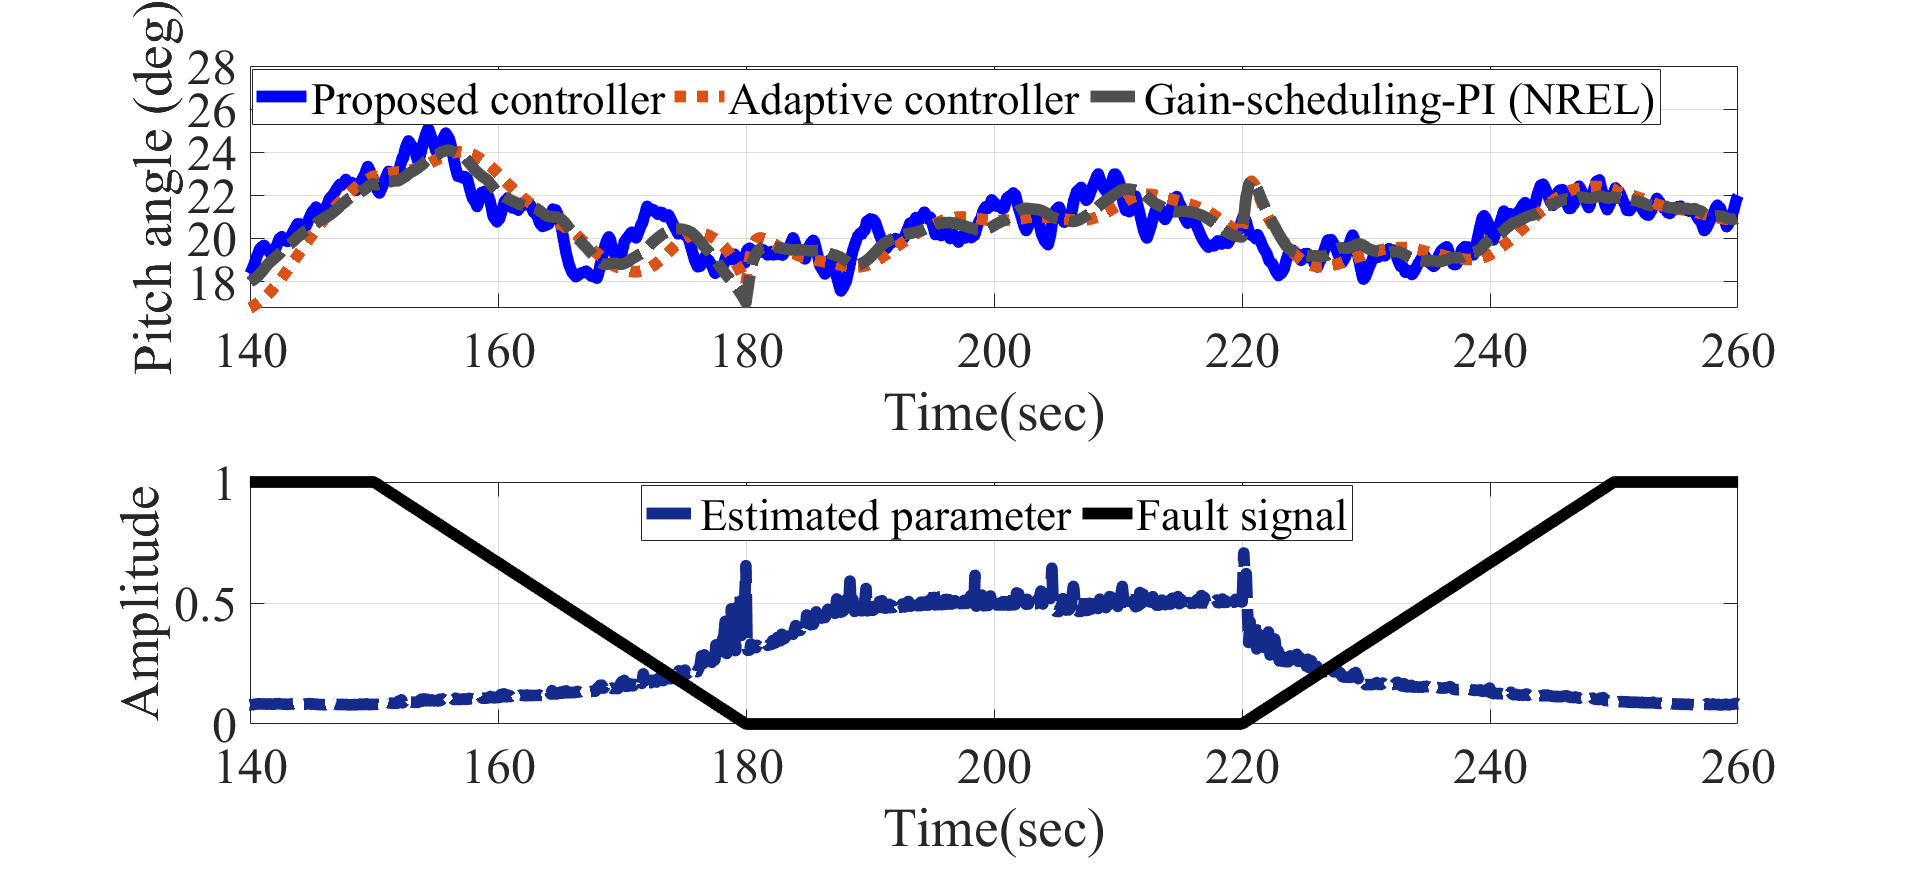 Pitch angle (deg)
28
26
24
22
20
18
Proposed controller Adaptive controller Gain-scheduling-PI (NREL)
140 160 180 200 220 240 260
Time(sec)
Amplitude
1
0.5
0
Estimated parameter Fault signal
140 160 180 200 220 240 260
Time(sec)